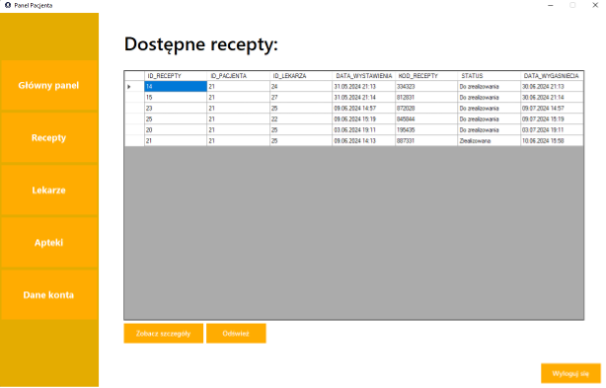 Panel Pacjenta
Dostępne recepty:
Główny panel
Recepty
Lekarze
Apteki
Dane konta
ID_RECEPTY ID_PACJENTA ID_LEKARZA DATA_WYSTAWIENIA KOD_RECEPTY STATUS DATA_WYGASNIECIA
14 21 24 31.05.2024 21:13 334323 Do zrealizowania 30.06.2024 21:13
15 21 27 31.05.2024 21:14 812831 Do zrealizowania 30.06.2024 21:14
23 21 25 09.06.2024 14:57 872028 Do zrealizowania 09.07.2024 14:57
26 21 22 09.06.2024 15:19 Do zrealizowania 09.07.2024 15:19
20 21 25 03.06.2024 19:11 195435 Do zrealizowania 03.07.2024 19:11
21 21 25 09.06.2024 14:13 887331 Zrealizowana 10.06.2024 15:58
Zobacz szczegóły Odśwież
Wyloguj się